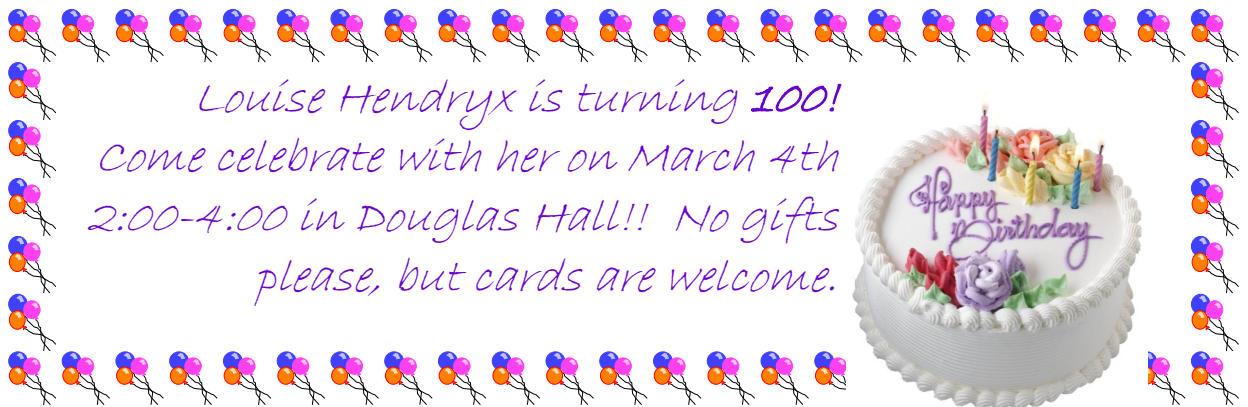 Louise Hendryx is turning 100!
Come celebrate with her on March 4th
2:00-4:00 in Douglas Hall!! No gifts
please, but cards are welcome.
Happy
Birthday